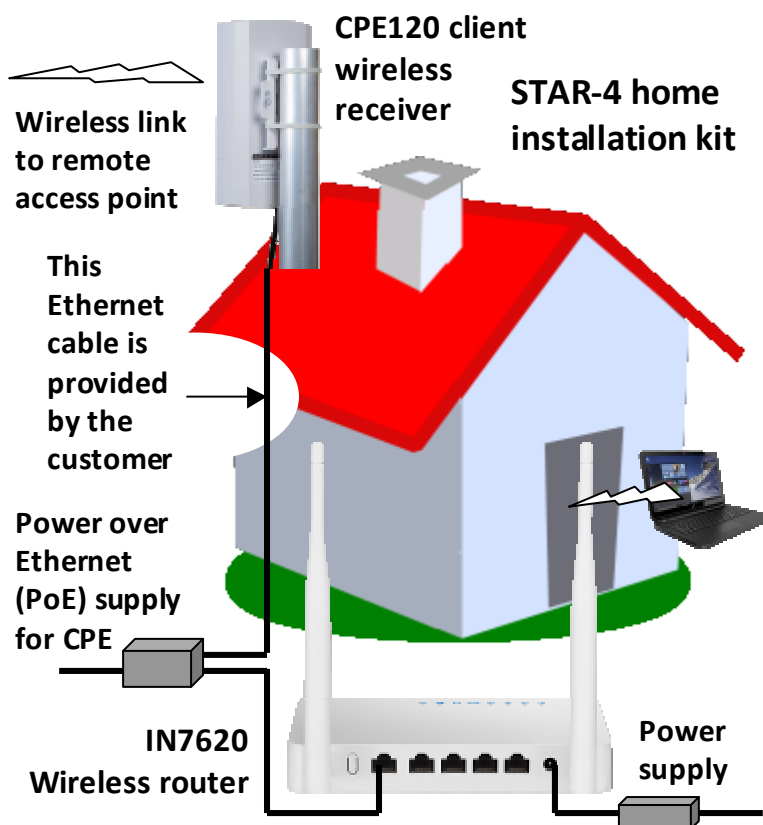 CPE120 client
wireless
receiver
STAR-4 home
installation kit
Wireless link
to remote
access point
This
Ethernet
cable is
provided
by the
customer
Power over
Ethernet
(PoE) supply
for CPE
IN7620
Wireless router
Power
supply